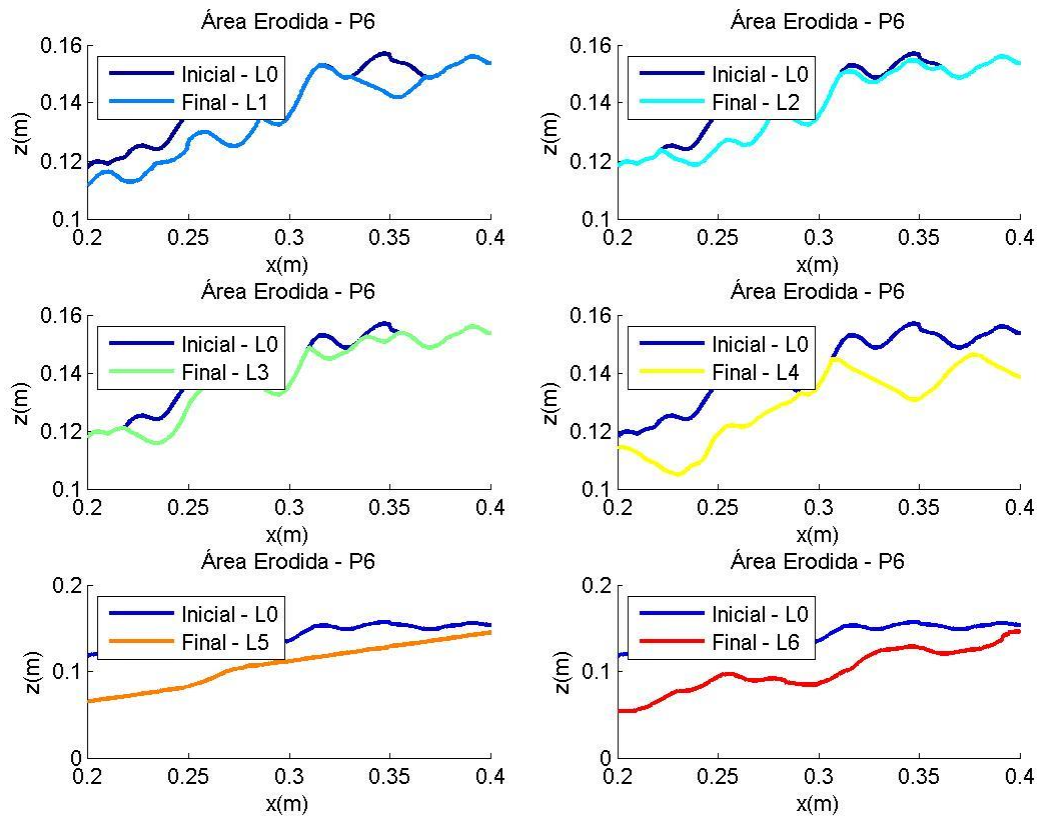 Área Erodida - P6
0.16
0.14
0.12
0.1
z(m)
Inicial - L0
Final - L1
0.2
0.25
0.3
0.35
0.4
x(m)
Área Erodida - P6
0.16
0.14
0.12
0.1
z(m)
Inicial - L0
Final - L2
0.2
0.25
0.3
0.35
0.4
x(m)
Área Erodida - P6
0.16
0.14
0.12
0.1
z(m)
Inicial - L0
Final - L3
0.2
0.25
0.3
0.35
0.4
x(m)
Área Erodida - P6
0.16
0.14
0.12
0.1
z(m)
Inicial - L0
Final - L4
0.2
0.25
0.3
0.35
0.4
x(m)
Área Erodida - P6
0.2
0.1
0
z(m)
Inicial - L0
Final - L5
0.2
0.25
0.3
0.35
0.4
x(m)
Área Erodida - P6
0.2
0.1
0
z(m)
Inicial - L0
Final - L6
0.2
0.25
0.3
0.35
0.4
x(m)